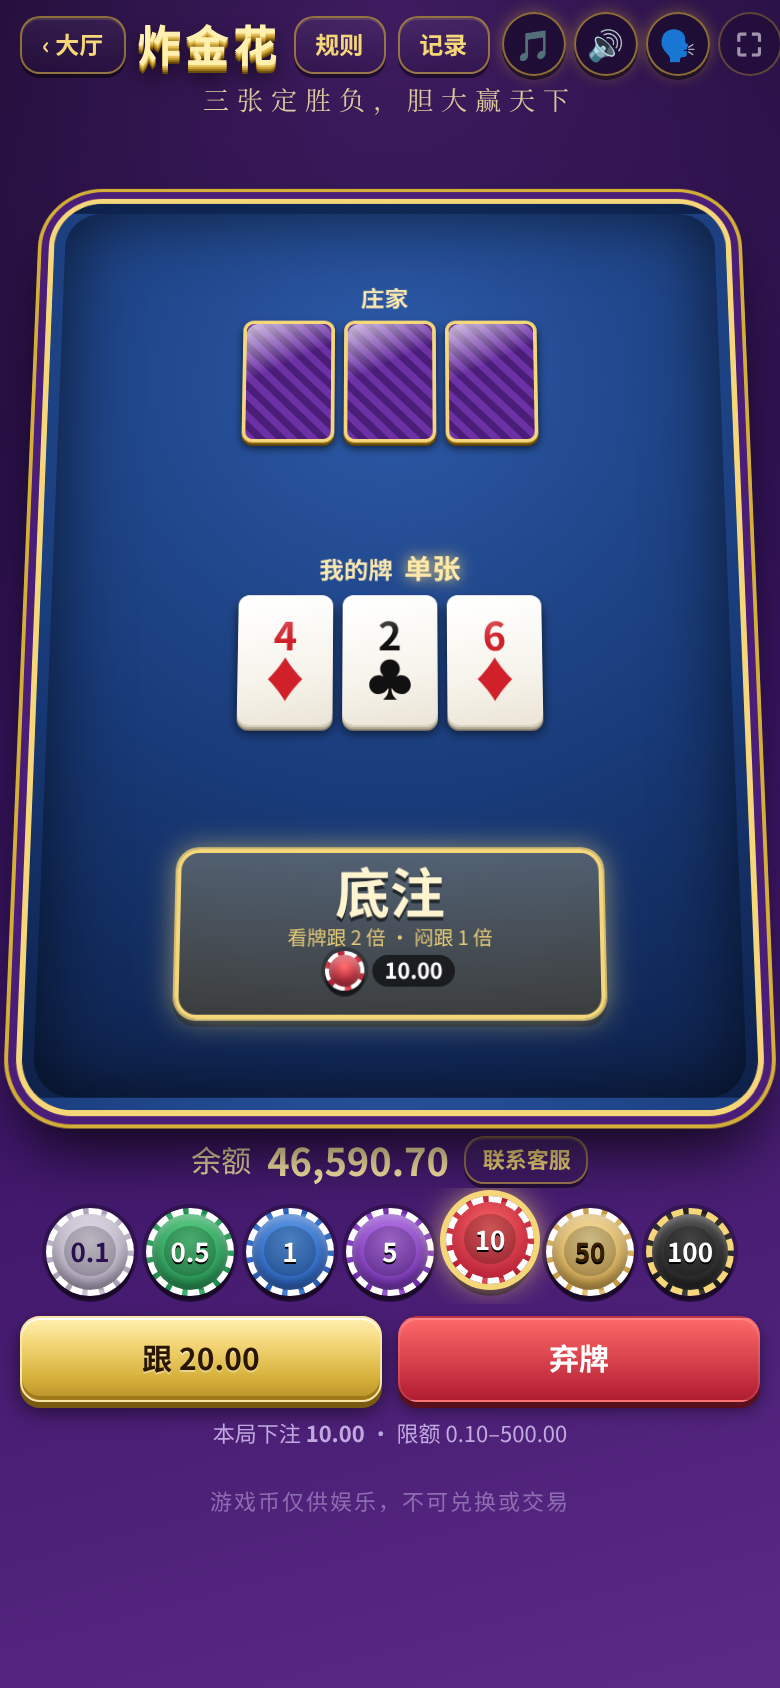 ‹ 大厅 炸金花 规则 记录
三张定胜负，胆大赢天下
庄家
我的牌 单张
4 2 6
底注
看牌跟 2 倍 · 闷跟 1 倍
10.00
余额 46,590.70 联系客服
0.1 0.5 1 5 10 50 100
跟 20.00 弃牌
本局下注 10.00 · 限额 0.10–500.00
游戏币仅供娱乐，不可兑换或交易